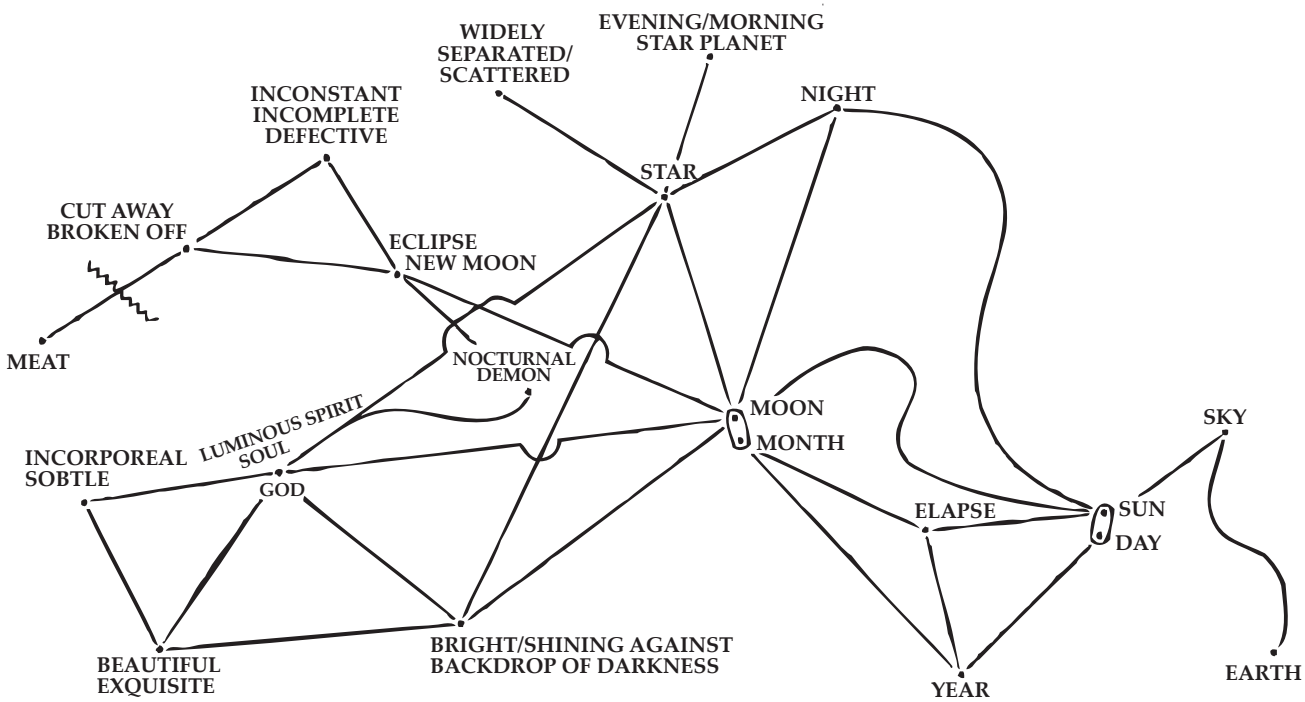 EVENING/MORNING
STAR PLANET
WIDELY
SEPARATED/
SCATTERED
NIGHT
INCONSTANT
INCOMPLETE
DEFECTIVE
STAR
CUT AWAY
BROKEN OFF
ECLIPSE
NEW MOON
MEAT
NOCTURNAL
DEMON
LUMINOUS SPIRIT
SOUL
GOD
MOON
MONTH
SKY
INCORPOREAL
SOBTLE
ELAPSE
SUN
DAY
BRIGHT/SHINING AGAINST
BACKDROP OF DARKNESS
BEAUTIFUL
EXQUISITE
YEAR
EARTH